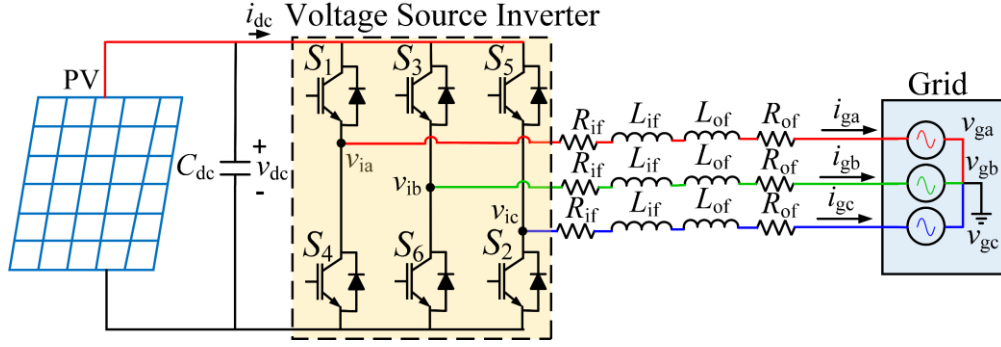 i_dc Voltage Source Inverter
PV
S_1 S_3 S_5
Grid
R_if L_if L_of R_of i_ga v_ga
C_dc + v_dc - v_ia
v_ib R_if L_if L_of R_of i_gb v_gb
v_ic R_if L_if L_of R_of i_gc v_gc
S_4 S_6 S_2